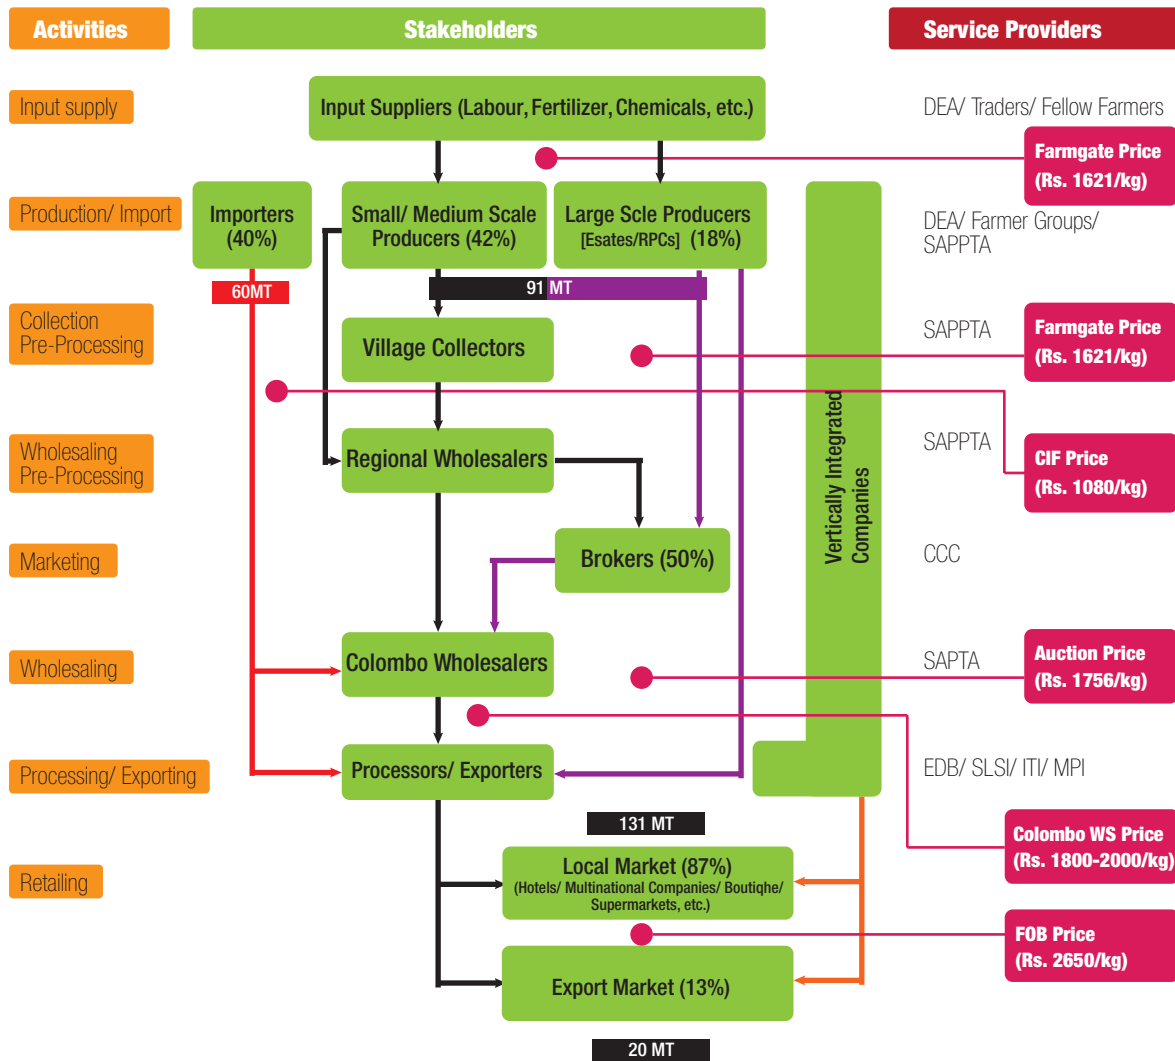 Activities
Stakeholders
Service Providers
Input supply
Input Suppliers (Labour, Fertilizer, Chemicals, etc.)
DEA/ Traders/ Fellow Farmers
Farmgate Price
(Rs. 1621/kg)
Production/ Import
Importers
(40%)
Small/ Medium Scale
Producers (42%)
Large Scle Producers
[Esates/RPCs] (18%)
DEA/ Farmer Groups/
SAPPTA
60MT
91 MT
Collection
Pre-Processing
Village Collectors
SAPPTA
Farmgate Price
(Rs. 1621/kg)
Vertically Integrated
Companies
Wholesaling
Pre-Processing
Regional Wholesalers
SAPPTA
CIF Price
(Rs. 1080/kg)
Marketing
Brokers (50%)
CCC
Wholesaling
Colombo Wholesalers
SAPTA
Auction Price
(Rs. 1756/kg)
Processing/ Exporting
Processors/ Exporters
EDB/ SLSI/ ITI/ MPI
131 MT
Colombo WS Price
(Rs. 1800-2000/kg)
Retailing
Local Market (87%)
(Hotels/ Multinational Companies/ Boutiqhe/
Supermarkets, etc.)
FOB Price
(Rs. 2650/kg)
Export Market (13%)
20 MT